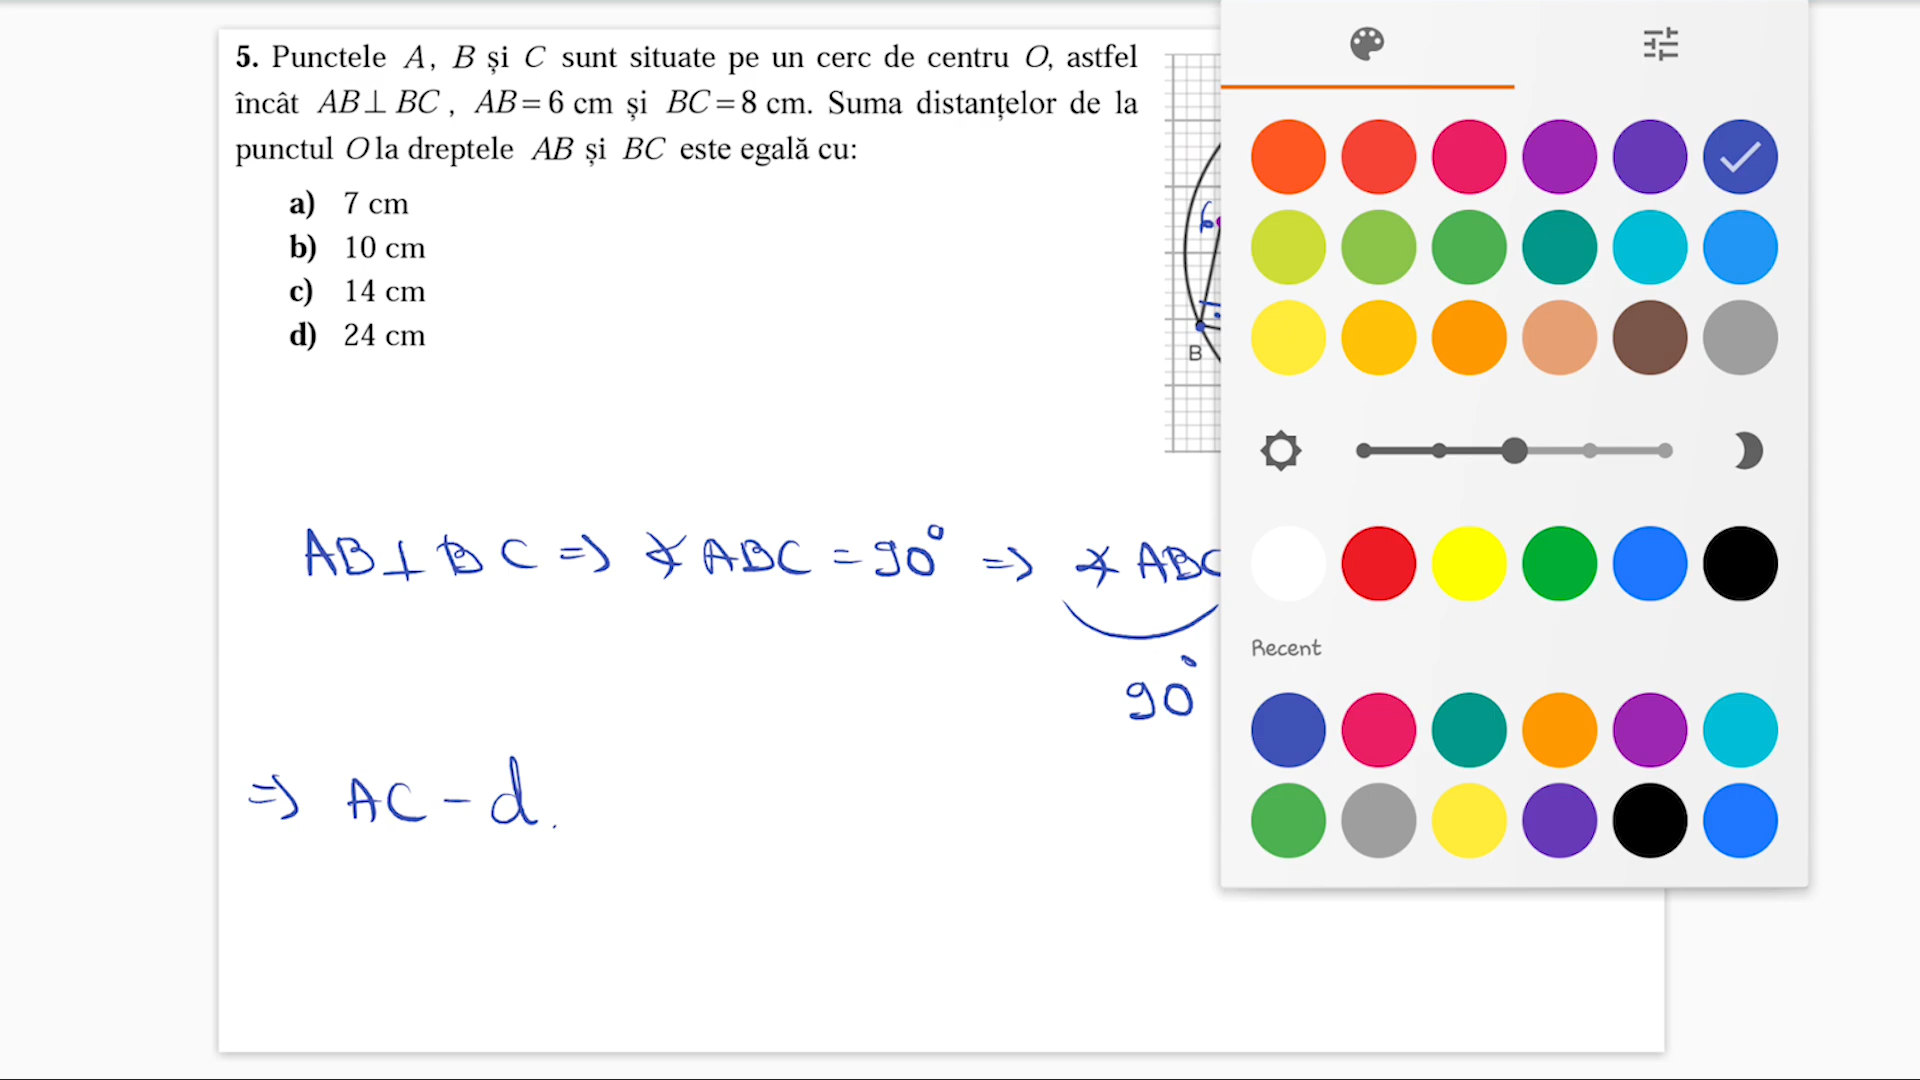 5. Punctele A, B și C sunt situate pe un cerc de centru O, astfel
încât AB⊥BC, AB=6 cm și BC=8 cm. Suma distanțelor de la
punctul O la dreptele AB și BC este egală cu:
a) 7 cm
b) 10 cm
c) 14 cm
d) 24 cm
6
B
AB⊥BC => ∢ABC = 90° => ∢ABC
90°
=> AC - d.
Recent